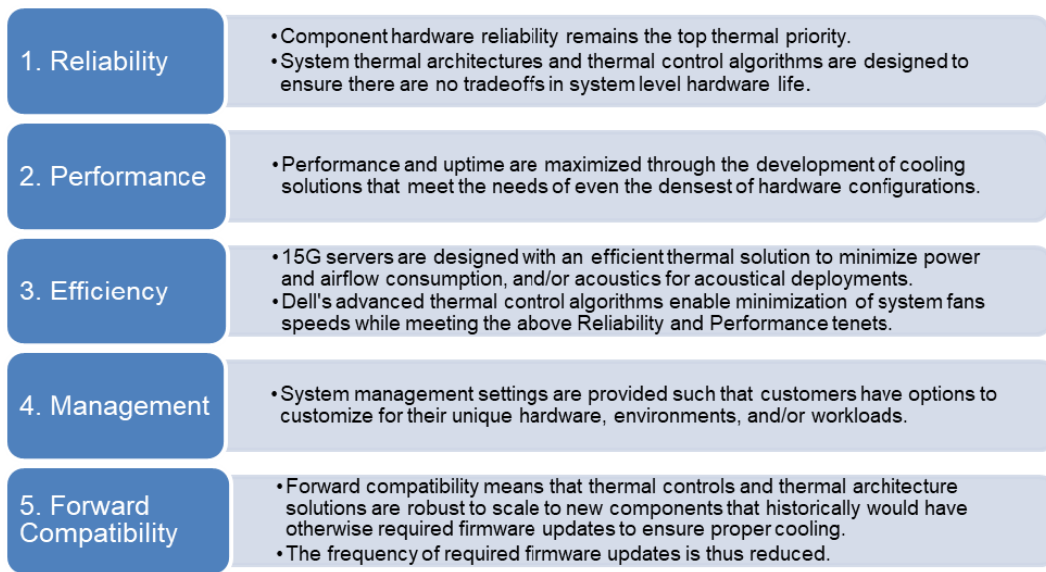 1. Reliability
•Component hardware reliability remains the top thermal priority.
•System thermal architectures and thermal control algorithms are designed to
ensure there are no tradeoffs in system level hardware life.
2. Performance
•Performance and uptime are maximized through the development of cooling
solutions that meet the needs of even the densest of hardware configurations.
3. Efficiency
•15G servers are designed with an efficient thermal solution to minimize power
and airflow consumption, and/or acoustics for acoustical deployments.
•Dell's advanced thermal control algorithms enable minimization of system fans
speeds while meeting the above Reliability and Performance tenets.
4. Management
•System management settings are provided such that customers have options to
customize for their unique hardware, environments, and/or workloads.
5. Forward
Compatibility
•Forward compatibility means that thermal controls and thermal architecture
solutions are robust to scale to new components that historically would have
otherwise required firmware updates to ensure proper cooling.
•The frequency of required firmware updates is thus reduced.